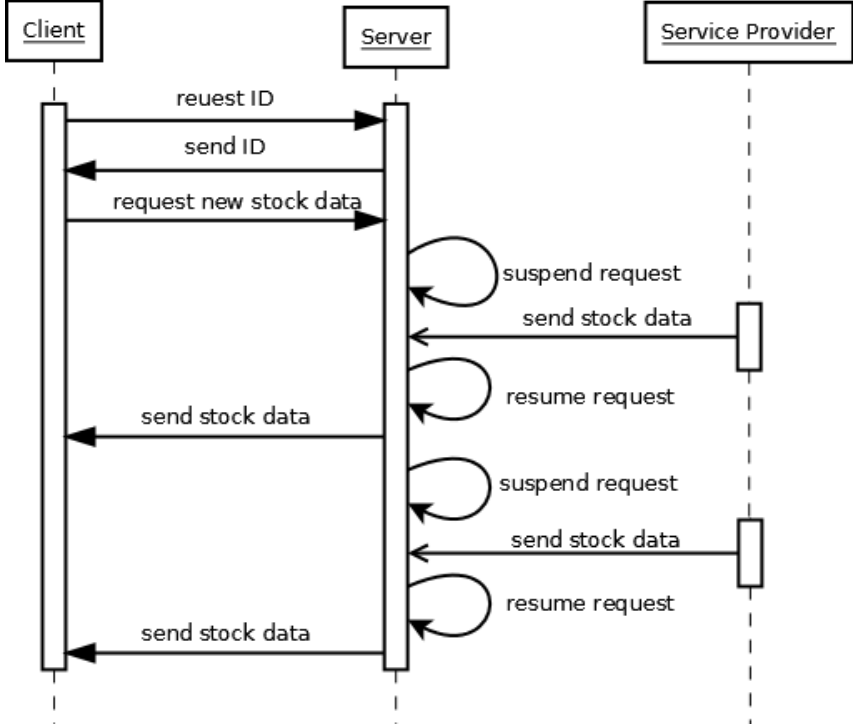 Client
Server
Service Provider
reuest ID
send ID
request new stock data
suspend request
send stock data
resume request
send stock data
suspend request
send stock data
resume request
send stock data